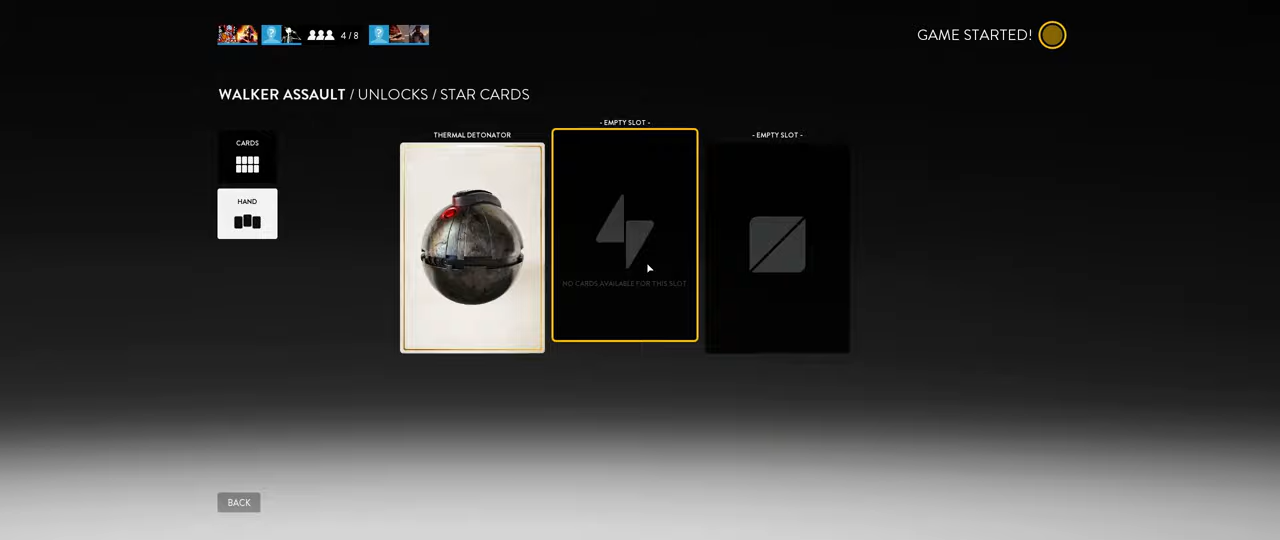 4 / 8
GAME STARTED!
WALKER ASSAULT / UNLOCKS / STAR CARDS
CARDS
HAND
THERMAL DETONATOR
- EMPTY SLOT -
NO CARDS AVAILABLE FOR THIS SLOT
- EMPTY SLOT -
BACK